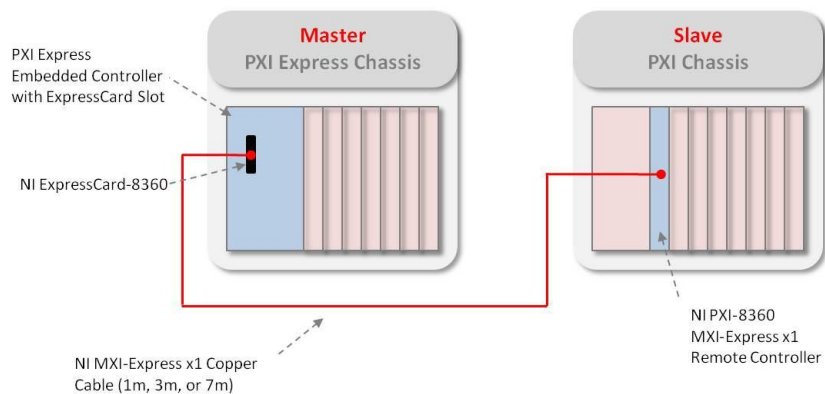 Master
PXI Express Chassis
Slave
PXI Chassis
PXI Express
Embedded Controller
with ExpressCard Slot
NI ExpressCard-8360
NI MXI-Express x1 Copper
Cable (1m, 3m, or 7m)
NI PXI-8360
MXI-Express x1
Remote Controller